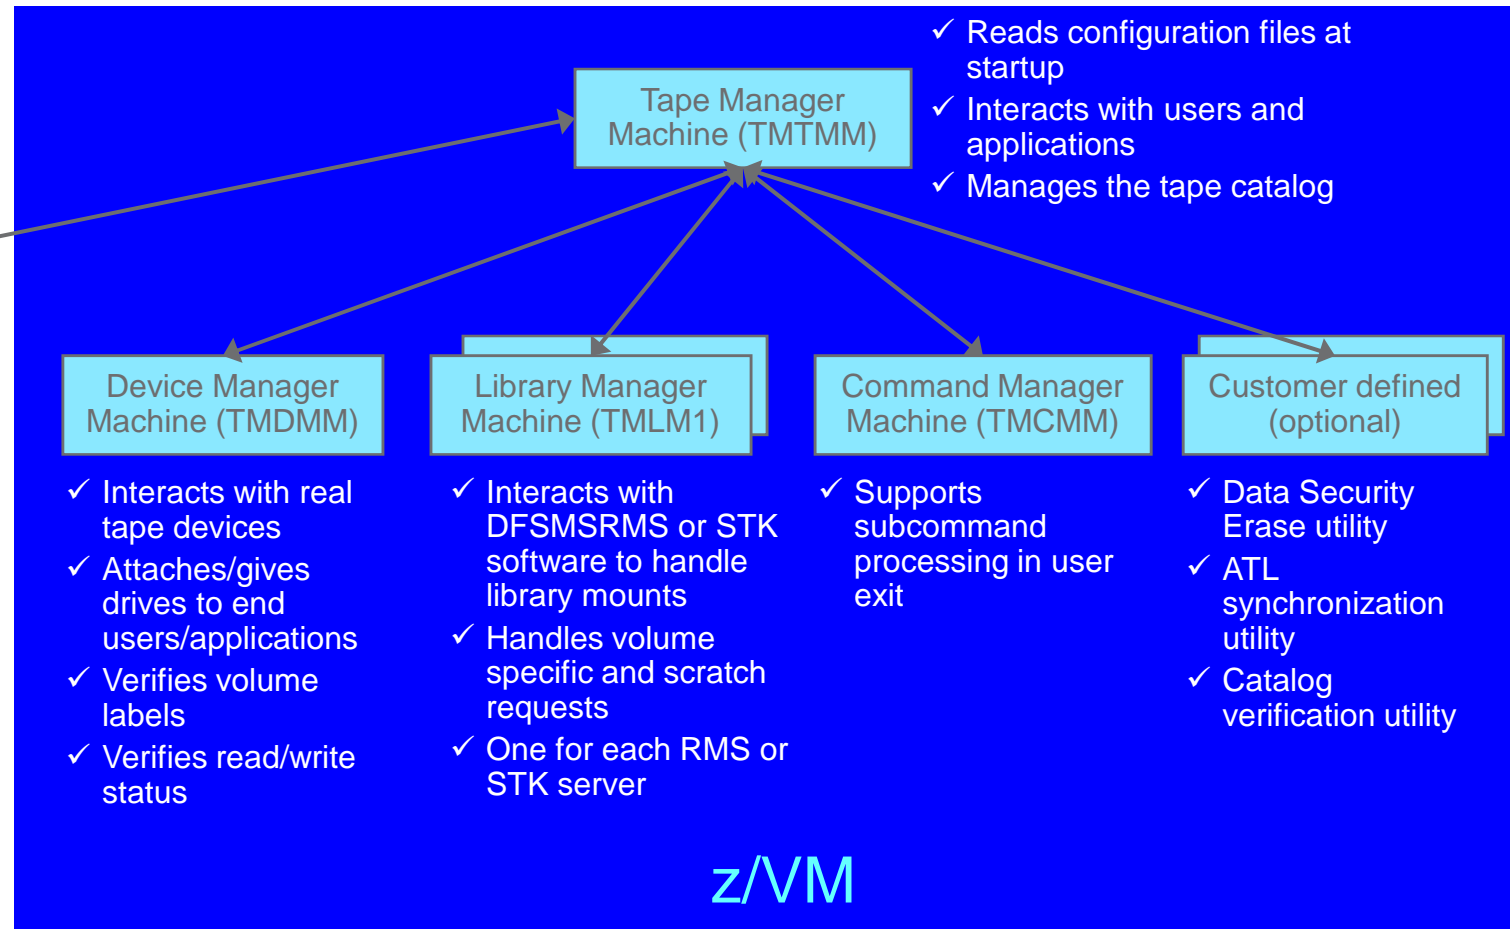 Tape Manager
Machine (TMTMM)
✓ Reads configuration files at
startup
✓ Interacts with users and
applications
✓ Manages the tape catalog
Device Manager
Machine (TMDMM)
✓ Interacts with real
tape devices
✓ Attaches/gives
drives to end
users/applications
✓ Verifies volume
labels
✓ Verifies read/write
status
Library Manager
Machine (TMLM1)
✓ Interacts with
DFSMSRMS or STK
software to handle
library mounts
✓ Handles volume
specific and scratch
requests
✓ One for each RMS or
STK server
Command Manager
Machine (TMCMM)
✓ Supports
subcommand
processing in user
exit
Customer defined
(optional)
✓ Data Security
Erase utility
✓ ATL
synchronization
utility
✓ Catalog
verification utility
z/VM